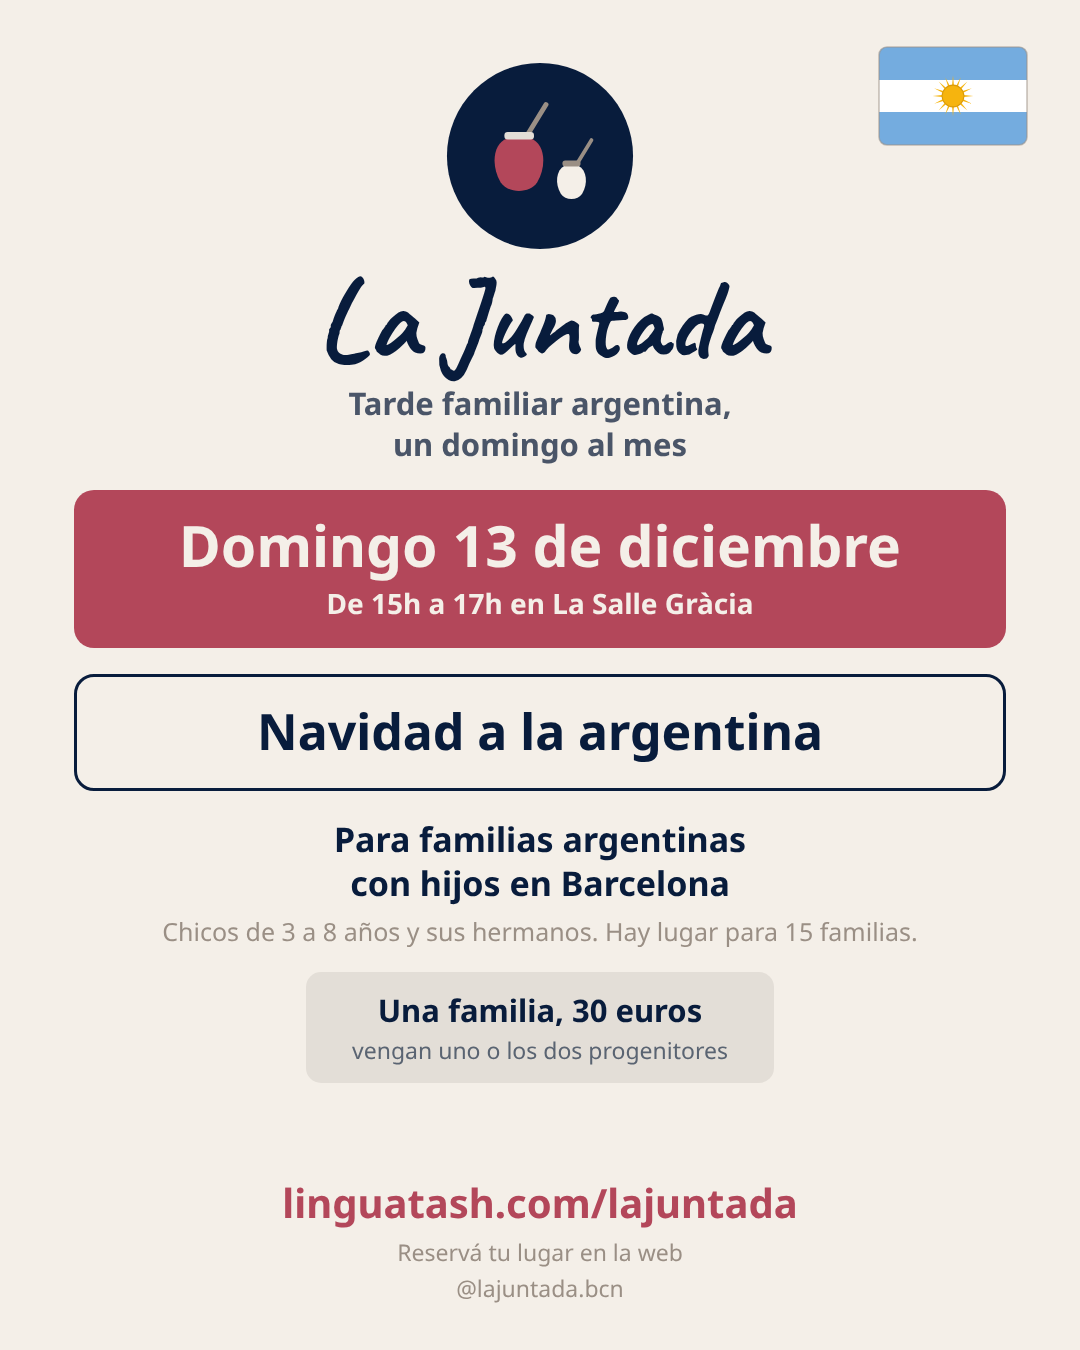 La Juntada
Tarde familiar argentina,
un domingo al mes
Domingo 13 de diciembre
De 15h a 17h en La Salle Gràcia
Navidad a la argentina
Para familias argentinas
con hijos en Barcelona
Chicos de 3 a 8 años y sus hermanos. Hay lugar para 15 familias.
Una familia, 30 euros
vengan uno o los dos progenitores
linguatash.com/lajuntada
Reservá tu lugar en la web
@lajuntada.bcn